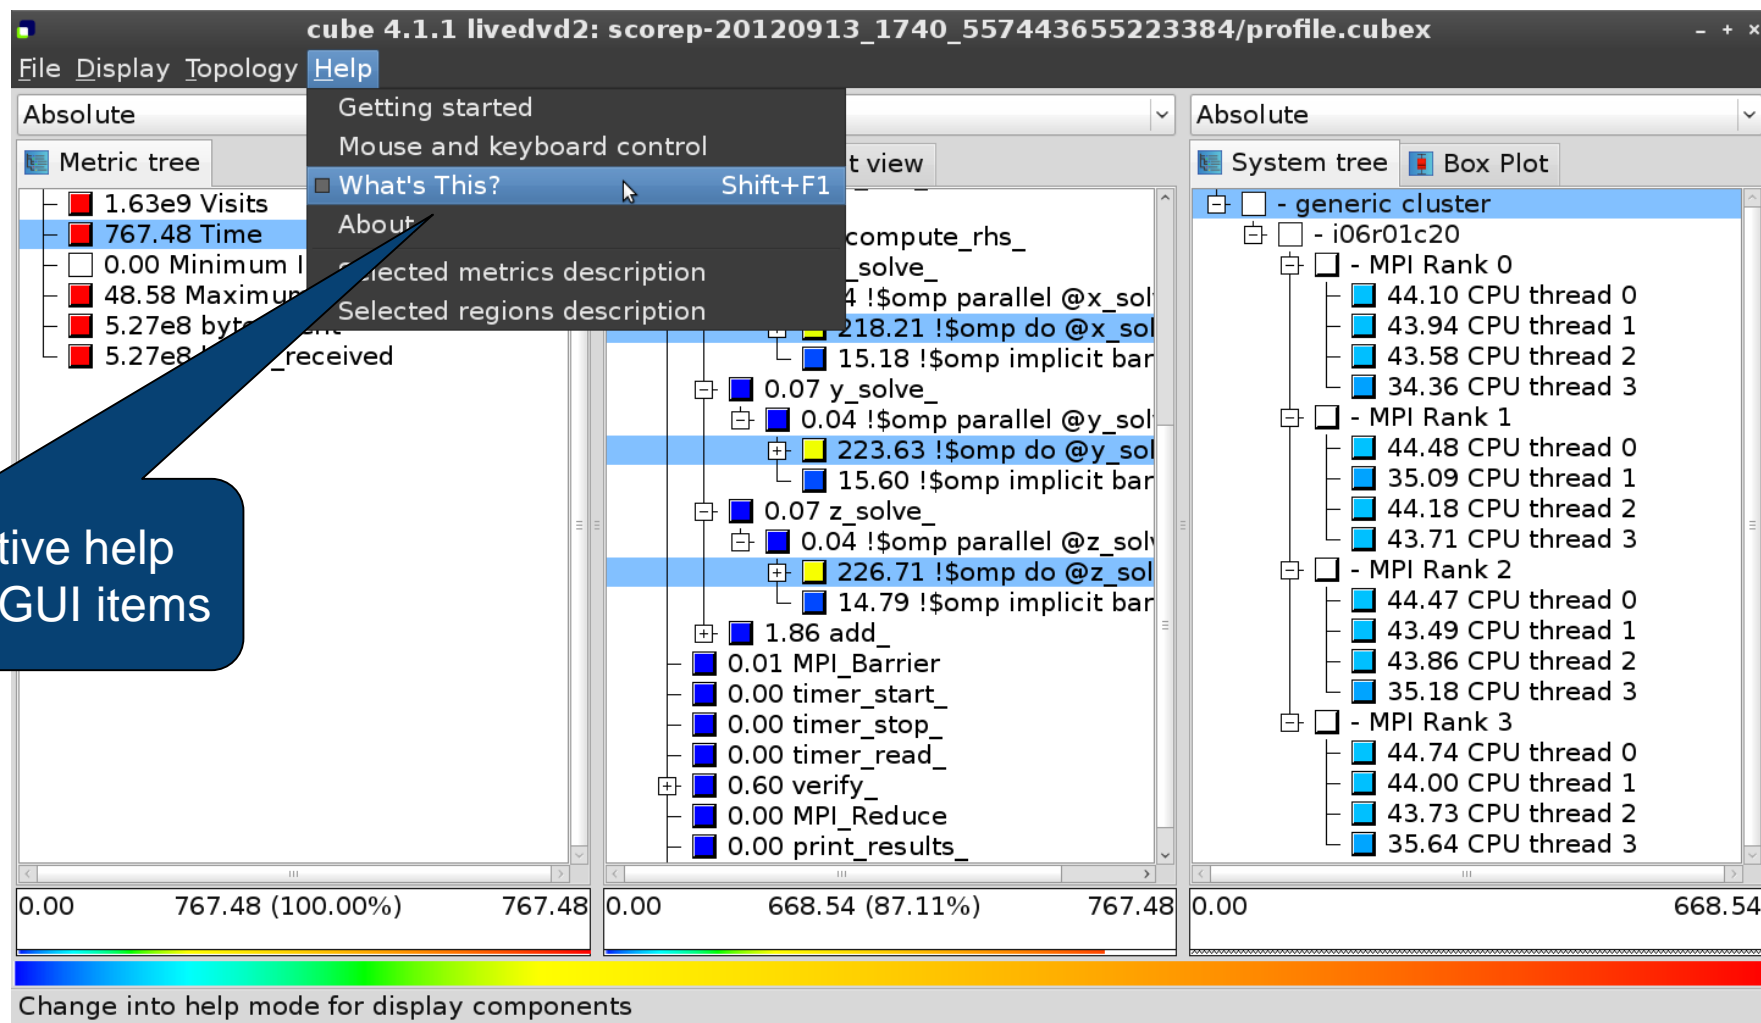 cube 4.1.1 livedvd2: scorep-20120913_1740_557443655223384/profile.cubex
File Display Topology Help
Getting started
Mouse and keyboard control
What's This? Shift+F1
About
Selected metrics description
Selected regions description
Absolute
Metric tree
1.63e9 Visits
767.48 Time
0.00 Minimum
48.58 Maximum
5.27e8
5.27e8 _received
tive help
GUI items
t view
compute_rhs_
solve_
4 !$omp parallel @x_sol
218.21 !$omp do @x_sol
15.18 !$omp implicit bar
0.07 y_solve_
0.04 !$omp parallel @y_sol
223.63 !$omp do @y_sol
15.60 !$omp implicit bar
0.07 z_solve_
0.04 !$omp parallel @z_sol
226.71 !$omp do @z_sol
14.79 !$omp implicit bar
1.86 add_
0.01 MPI_Barrier
0.00 timer_start_
0.00 timer_stop_
0.00 timer_read_
0.60 verify_
0.00 MPI_Reduce
0.00 print_results_
Absolute
System tree Box Plot
- generic cluster
- i06r01c20
- MPI Rank 0
44.10 CPU thread 0
43.94 CPU thread 1
43.58 CPU thread 2
34.36 CPU thread 3
- MPI Rank 1
44.48 CPU thread 0
35.09 CPU thread 1
44.18 CPU thread 2
43.71 CPU thread 3
- MPI Rank 2
44.47 CPU thread 0
43.49 CPU thread 1
43.86 CPU thread 2
35.18 CPU thread 3
- MPI Rank 3
44.74 CPU thread 0
44.00 CPU thread 1
43.73 CPU thread 2
35.64 CPU thread 3
0.00 767.48 (100.00%) 767.48
0.00 668.54 (87.11%) 767.48
0.00 668.54
Change into help mode for display components